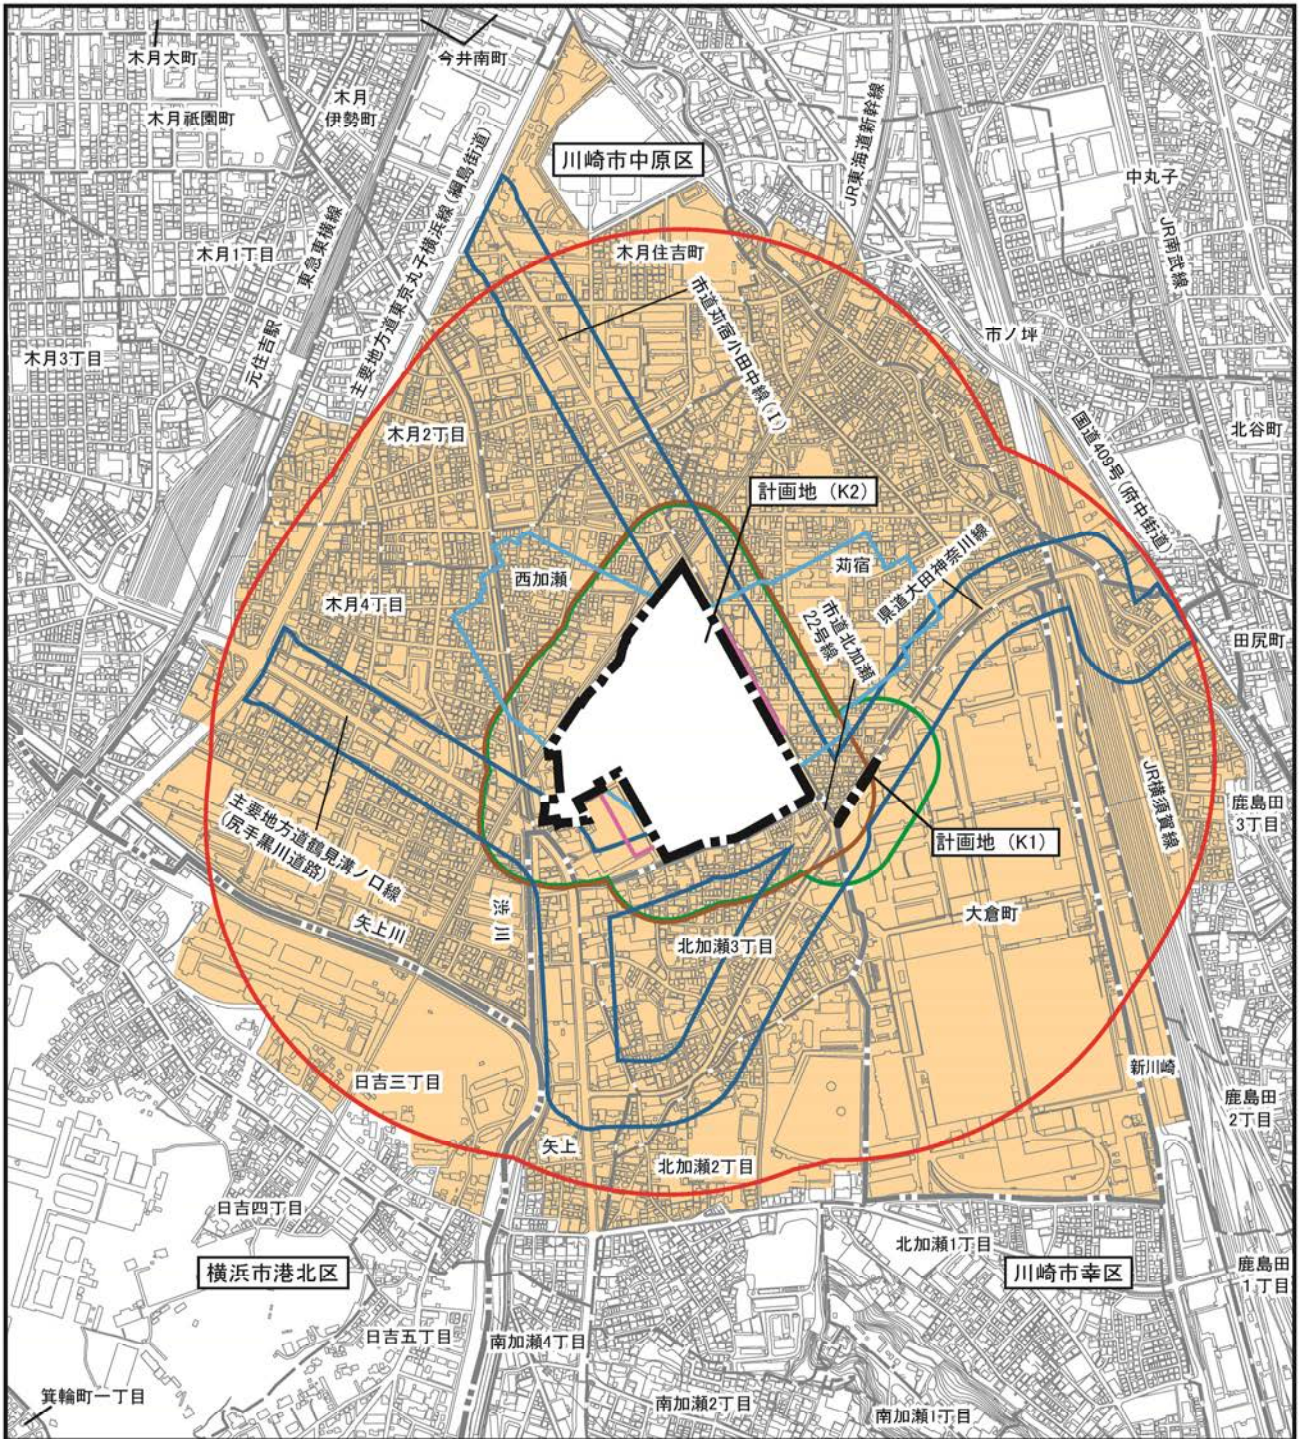 木月大町
今井南町
木月
伊勢町
木月祗園町
川崎市中原区
JR東海道新幹線
中丸子
JR南武線
主要地方道東京丸子横浜線(綱島街道)
東急東横線
木月1丁目
木月住吉町
市道苅宿小田中線(Ⅰ)
市ノ坪
元住吉駅
木月3丁目
木月2丁目
国道409号(府中街道)
北谷町
計画地(K2)
西加瀬
苅宿
県道大田神奈川線
木月4丁目
市道北加瀬
22号線
田尻町
JR横須賀線
鹿島田
3丁目
主要地方道鶴見溝ノ口線
(尻手黒川道路)
計画地(K1)
矢上川
渋川
大倉町
北加瀬3丁目
日吉三丁目
新川崎
鹿島田
2丁目
矢上
北加瀬2丁目
日吉四丁目
北加瀬1丁目
横浜市港北区
川崎市幸区
鹿島田
1丁目
日吉五丁目
南加瀬4丁目
箕輪町一丁目
南加瀬2丁目
南加瀬1丁目